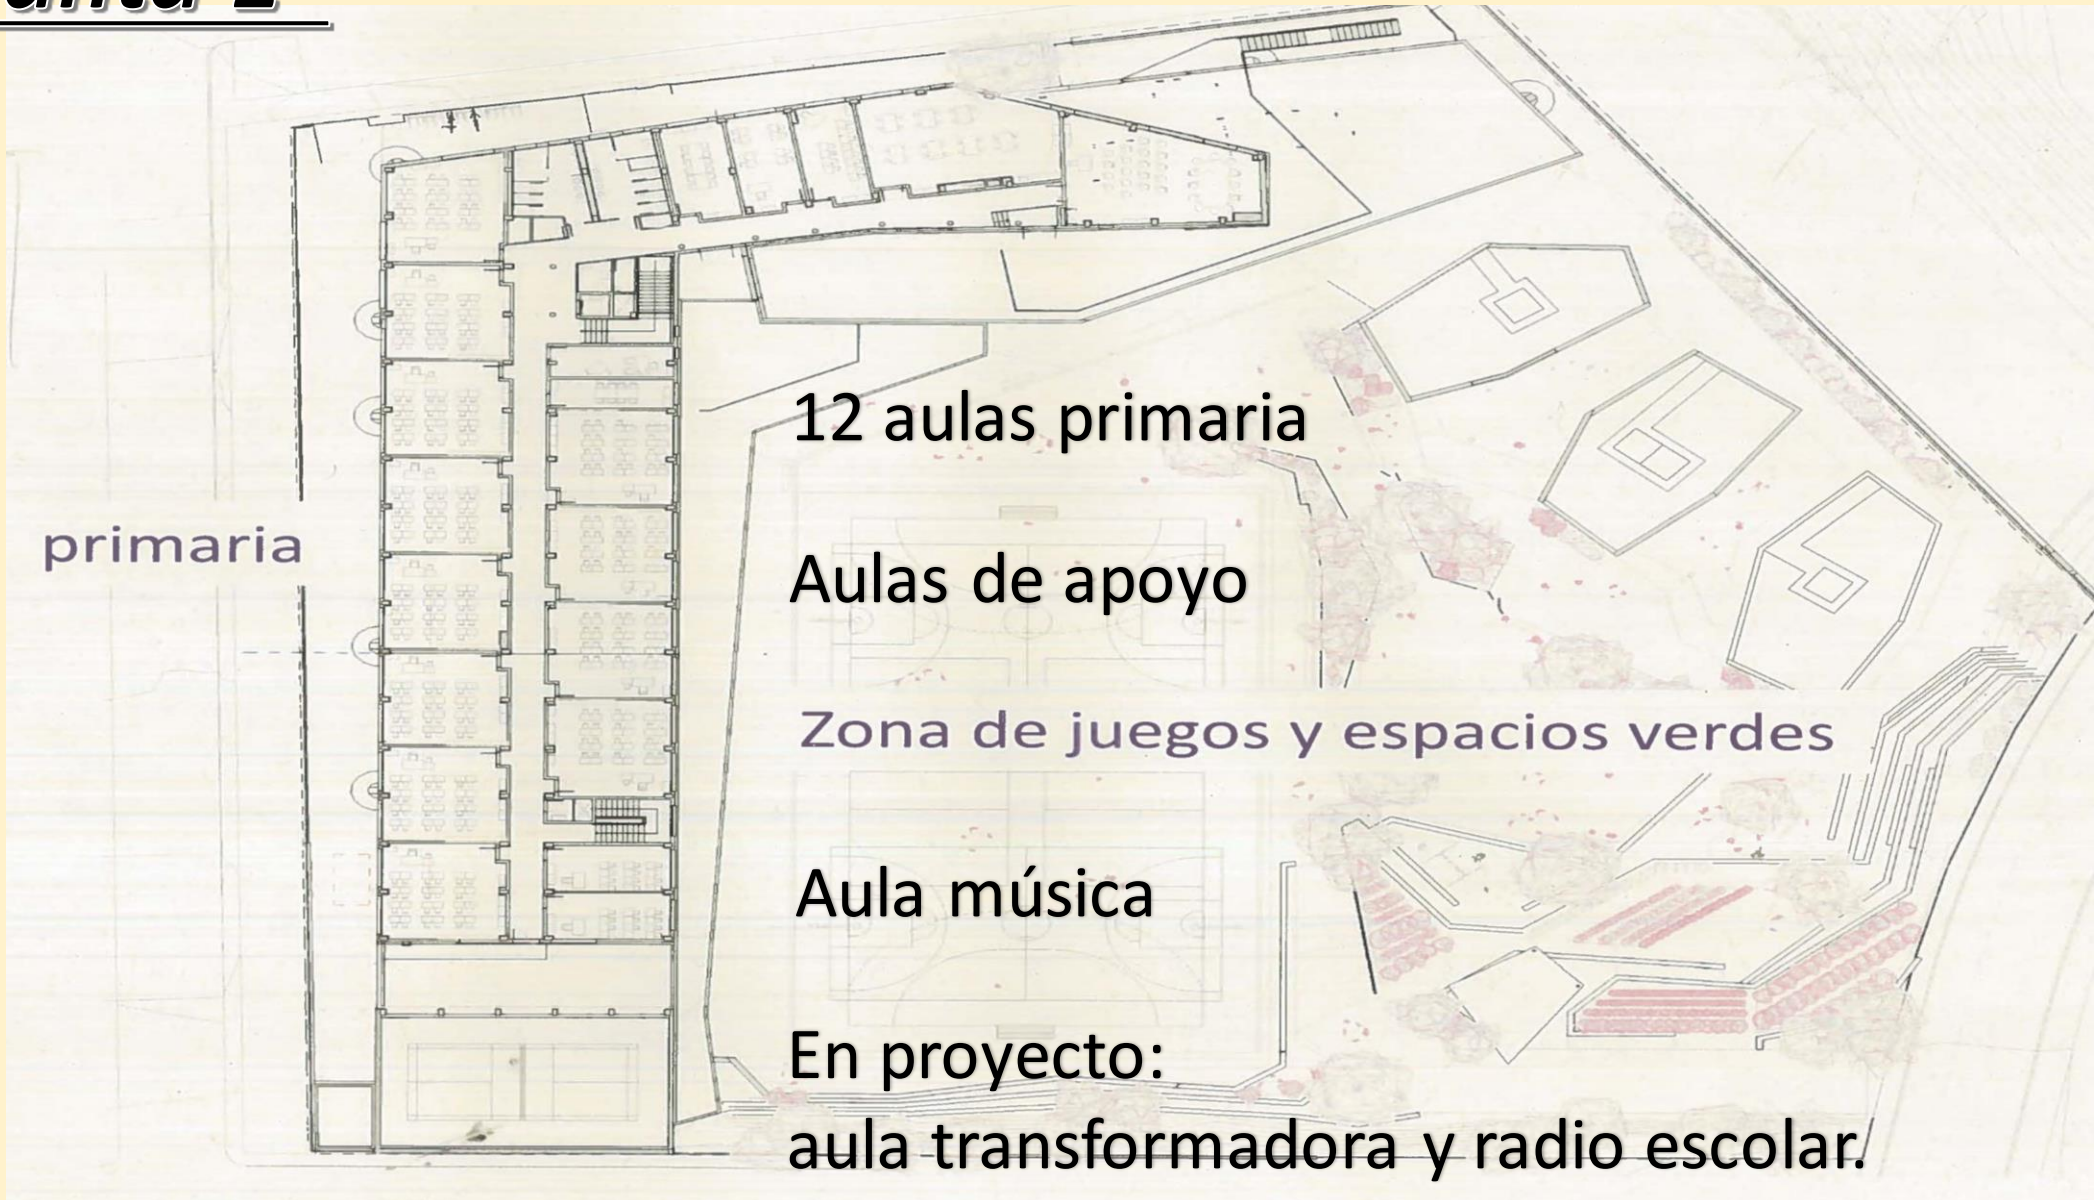 12 aulas primaria
primaria
Aulas de apoyo
Zona de juegos y espacios verdes
Aula música
En proyecto:
aula transformadora y radio escolar.